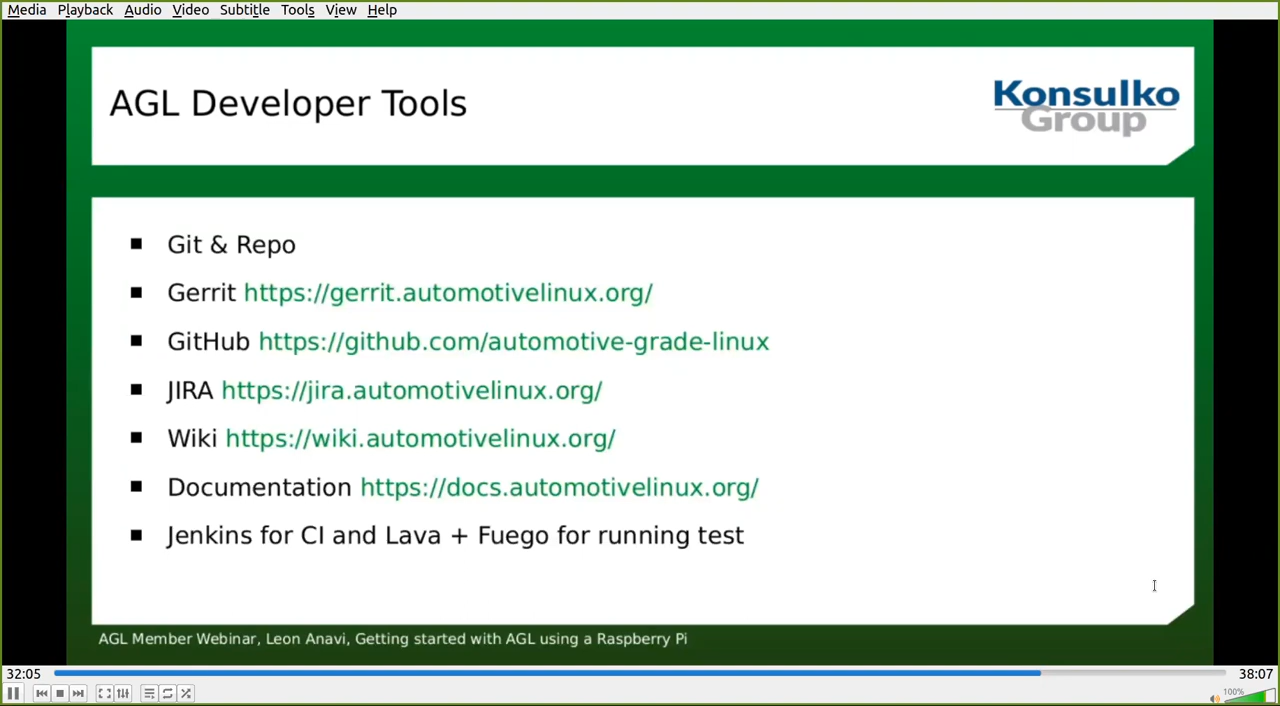 Media Playback Audio Video Subtitle Tools View Help
AGL Developer Tools
Konsulko
Group
Git & Repo
Gerrit https://gerrit.automotivelinux.org/
GitHub https://github.com/automotive-grade-linux
JIRA https://jira.automotivelinux.org/
Wiki https://wiki.automotivelinux.org/
Documentation https://docs.automotivelinux.org/
Jenkins for CI and Lava + Fuego for running test
AGL Member Webinar, Leon Anavi, Getting started with AGL using a Raspberry Pi
32:05 38:07
100%